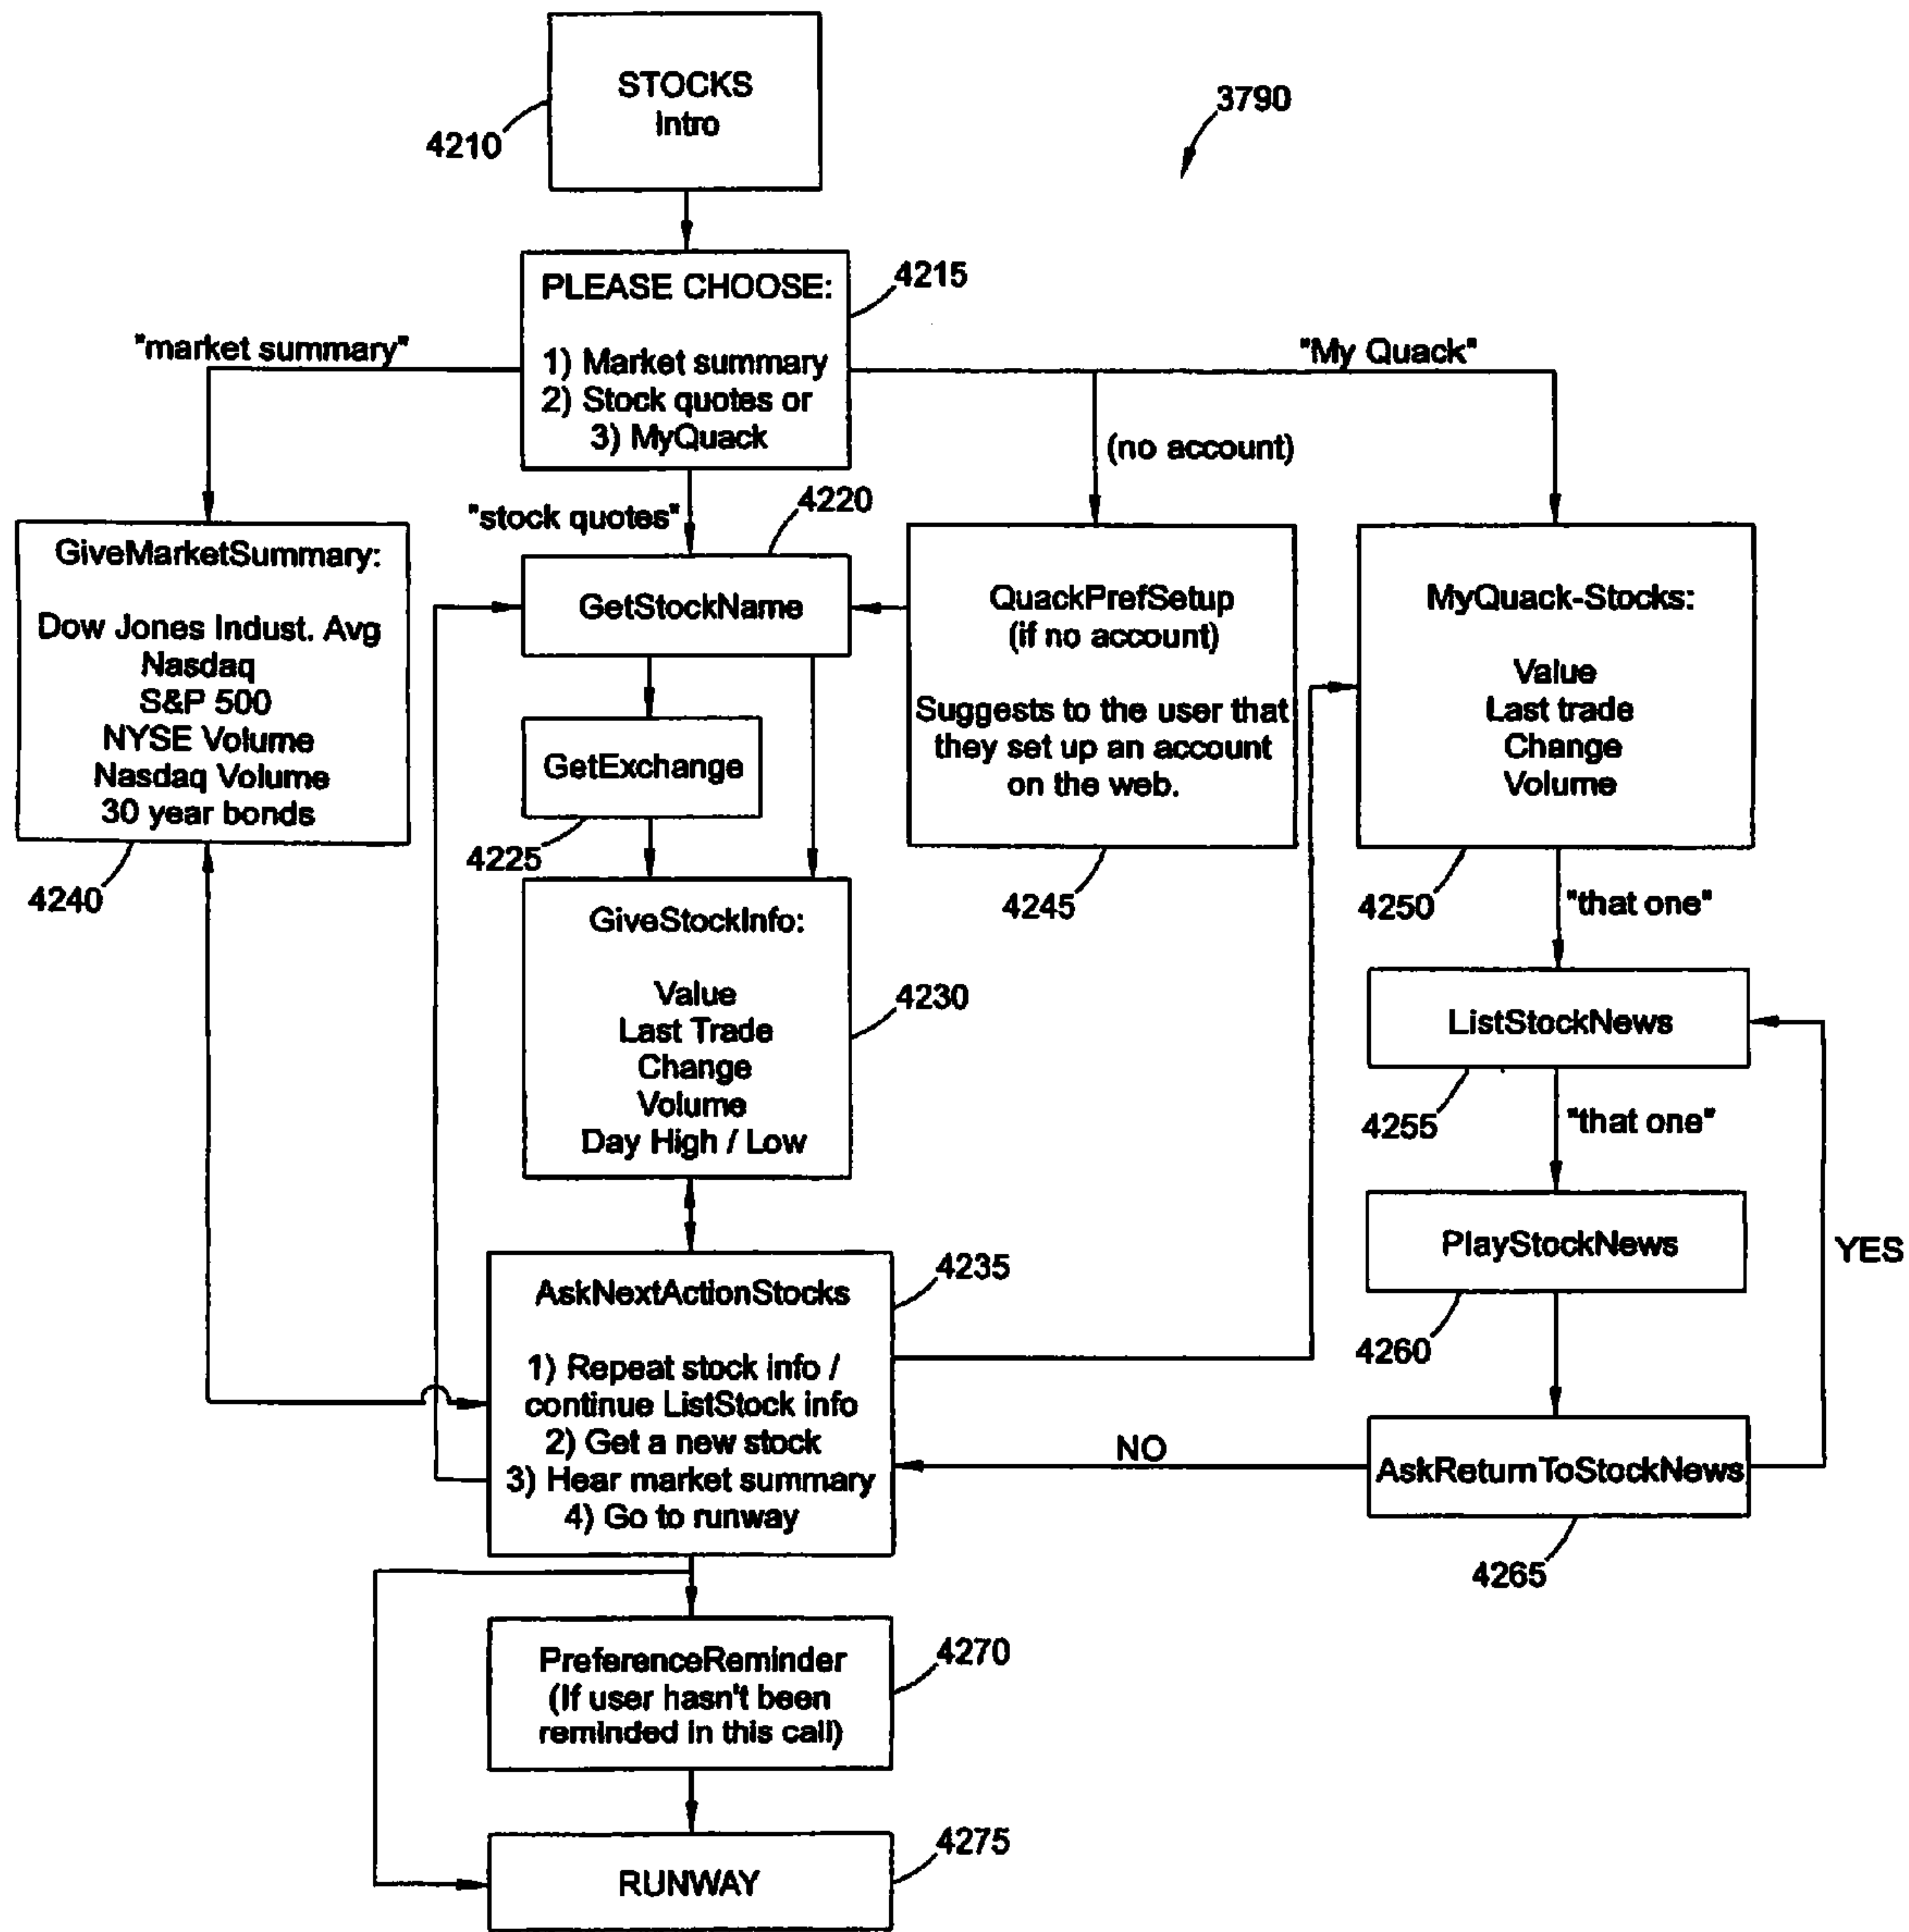 STOCKS
Intro
4210
3790
PLEASE CHOOSE:
1) Market summary
2) Stock quotes or
3) MyQuack
4215
"market summary"
"My Quack"
(no account)
"stock quotes"
4220
GiveMarketSummary:
Dow Jones Indust. Avg
Nasdaq
S&P 500
NYSE Volume
Nasdaq Volume
30 year bonds
4240
GetStockName
GetExchange
4225
QuackPrefSetup
(if no account)
Suggests to the user that
they set up an account
on the web.
4245
MyQuack-Stocks:
Value
Last trade
Change
Volume
4250
"that one"
GiveStockInfo:
Value
Last Trade
Change
Volume
Day High / Low
4230
ListStockNews
4255
"that one"
PlayStockNews
4260
YES
AskNextActionStocks
1) Repeat stock info /
continue ListStock info
2) Get a new stock
3) Hear market summary
4) Go to runway
4235
NO
AskReturnToStockNews
4265
PreferenceReminder
(If user hasn't been
reminded in this call)
4270
RUNWAY
4275